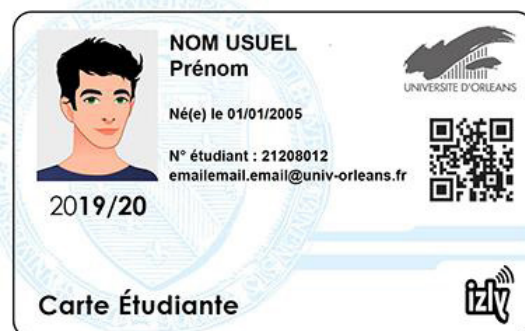 NOM USUEL
Prénom
Né(e) le 01/01/2005
N° étudiant : 21208012
emailemail.email@univ-orleans.fr
UNIVERSITE D'ORLEANS
2019/20
Carte Étudiante
izly